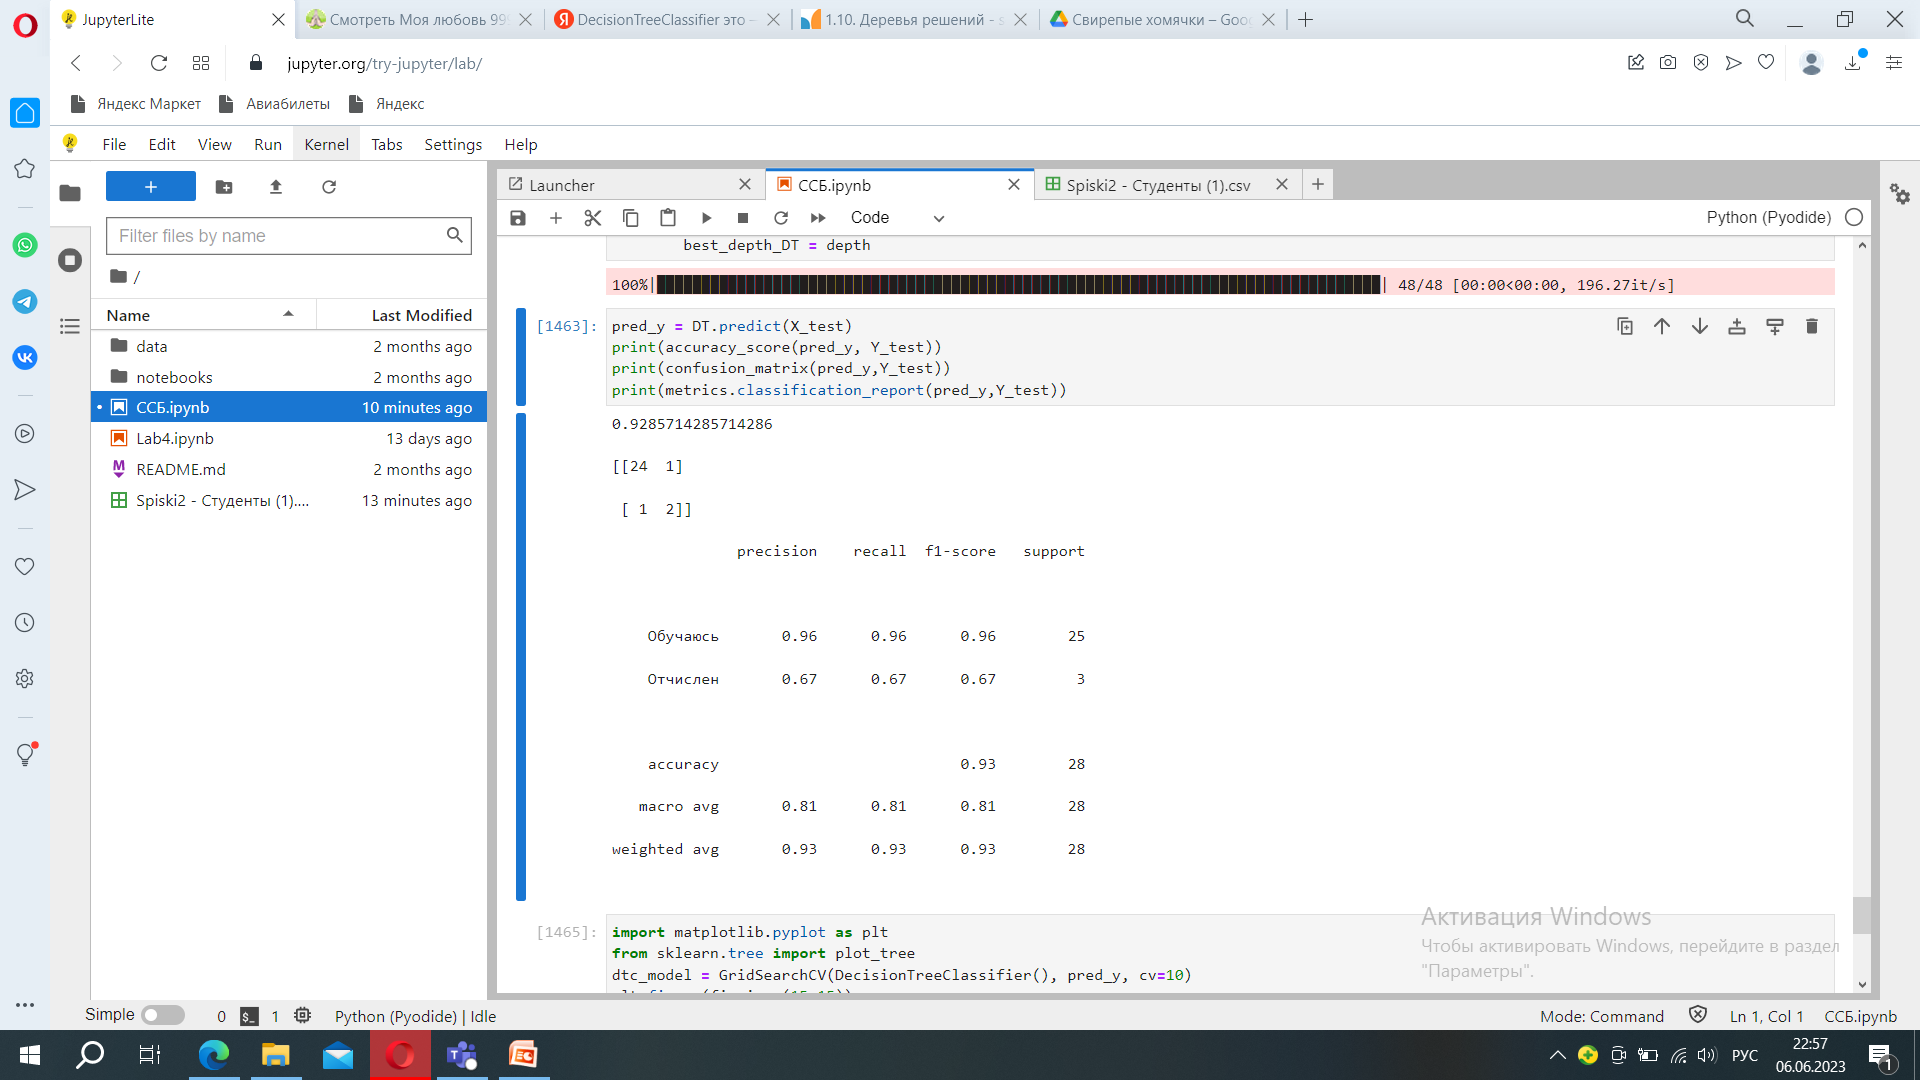 JupyterLite
Смотреть Моя любовь 999
DecisionTreeClassifier это –
1.10. Деревья решений - s
Свирепые хомячки – Goo
jupyter.org/try-jupyter/lab/
Яндекс Маркет
Авиабилеты
Яндекс
File Edit View Run Kernel Tabs Settings Help
Launcher
ССБ.ipynb
Spiski2 - Студенты (1).csv
Code
Python (Pyodide)
Filter files by name
/
Name Last Modified
data 2 months ago
notebooks 2 months ago
ССБ.ipynb 10 minutes ago
Lab4.ipynb 13 days ago
README.md 2 months ago
Spiski2 - Студенты (1).... 13 minutes ago
best_depth_DT = depth
100%| | 48/48 [00:00<00:00, 196.27it/s]
[1463]: pred_y = DT.predict(X_test)
print(accuracy_score(pred_y, Y_test))
print(confusion_matrix(pred_y,Y_test))
print(metrics.classification_report(pred_y,Y_test))
0.9285714285714286
[[24 1]
[ 1 2]]
precision recall f1-score support
Обучаюсь 0.96 0.96 0.96 25
Отчислен 0.67 0.67 0.67 3
accuracy 0.93 28
macro avg 0.81 0.81 0.81 28
weighted avg 0.93 0.93 0.93 28
[1465]: import matplotlib.pyplot as plt
from sklearn.tree import plot_tree
dtc_model = GridSearchCV(DecisionTreeClassifier(), pred_y, cv=10)
Активация Windows
Чтобы активировать Windows, перейдите в раздел
"Параметры".
Simple 0 1 Python (Pyodide) | Idle
Mode: Command Ln 1, Col 1 ССБ.ipynb
РУС
22:57
06.06.2023
1